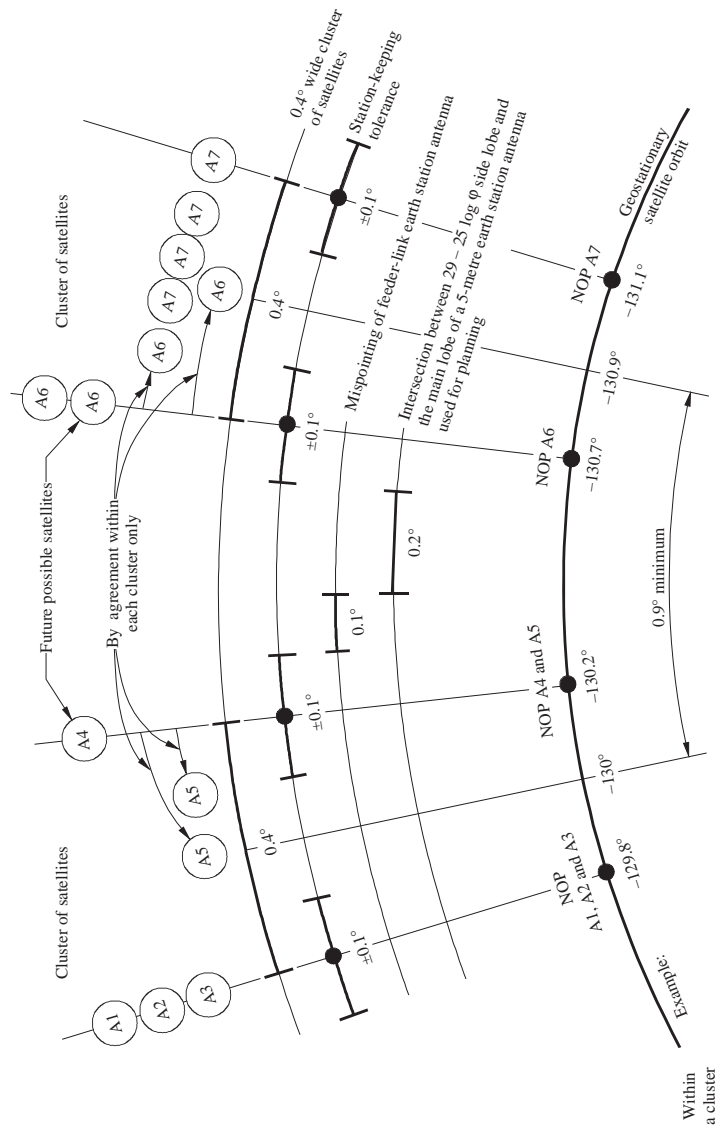 Cluster of satellites
Cluster of satellites
Future possible satellites
By agreement within
each cluster only
A1
A2
A3
A4
A5
A5
A6
A6
A6
A6
A7
A7
A7
A7
0.4° wide cluster
of satellites
0.4°
0.4°
Station-keeping
tolerance
±0.1°
±0.1°
±0.1°
±0.1°
Mispointing of feeder-link earth station antenna
0.1°
Intersection between 29 – 25 log φ side lobe and
the main lobe of a 5-metre earth station antenna
used for planning
0.2°
NOP
A1, A2 and A3
NOP A4 and A5
NOP A6
NOP A7
Geostationary
satellite orbit
Example:
–129.8°
–130°
–130.2°
–130.7°
–130.9°
–131.1°
0.9° minimum
Within
a cluster